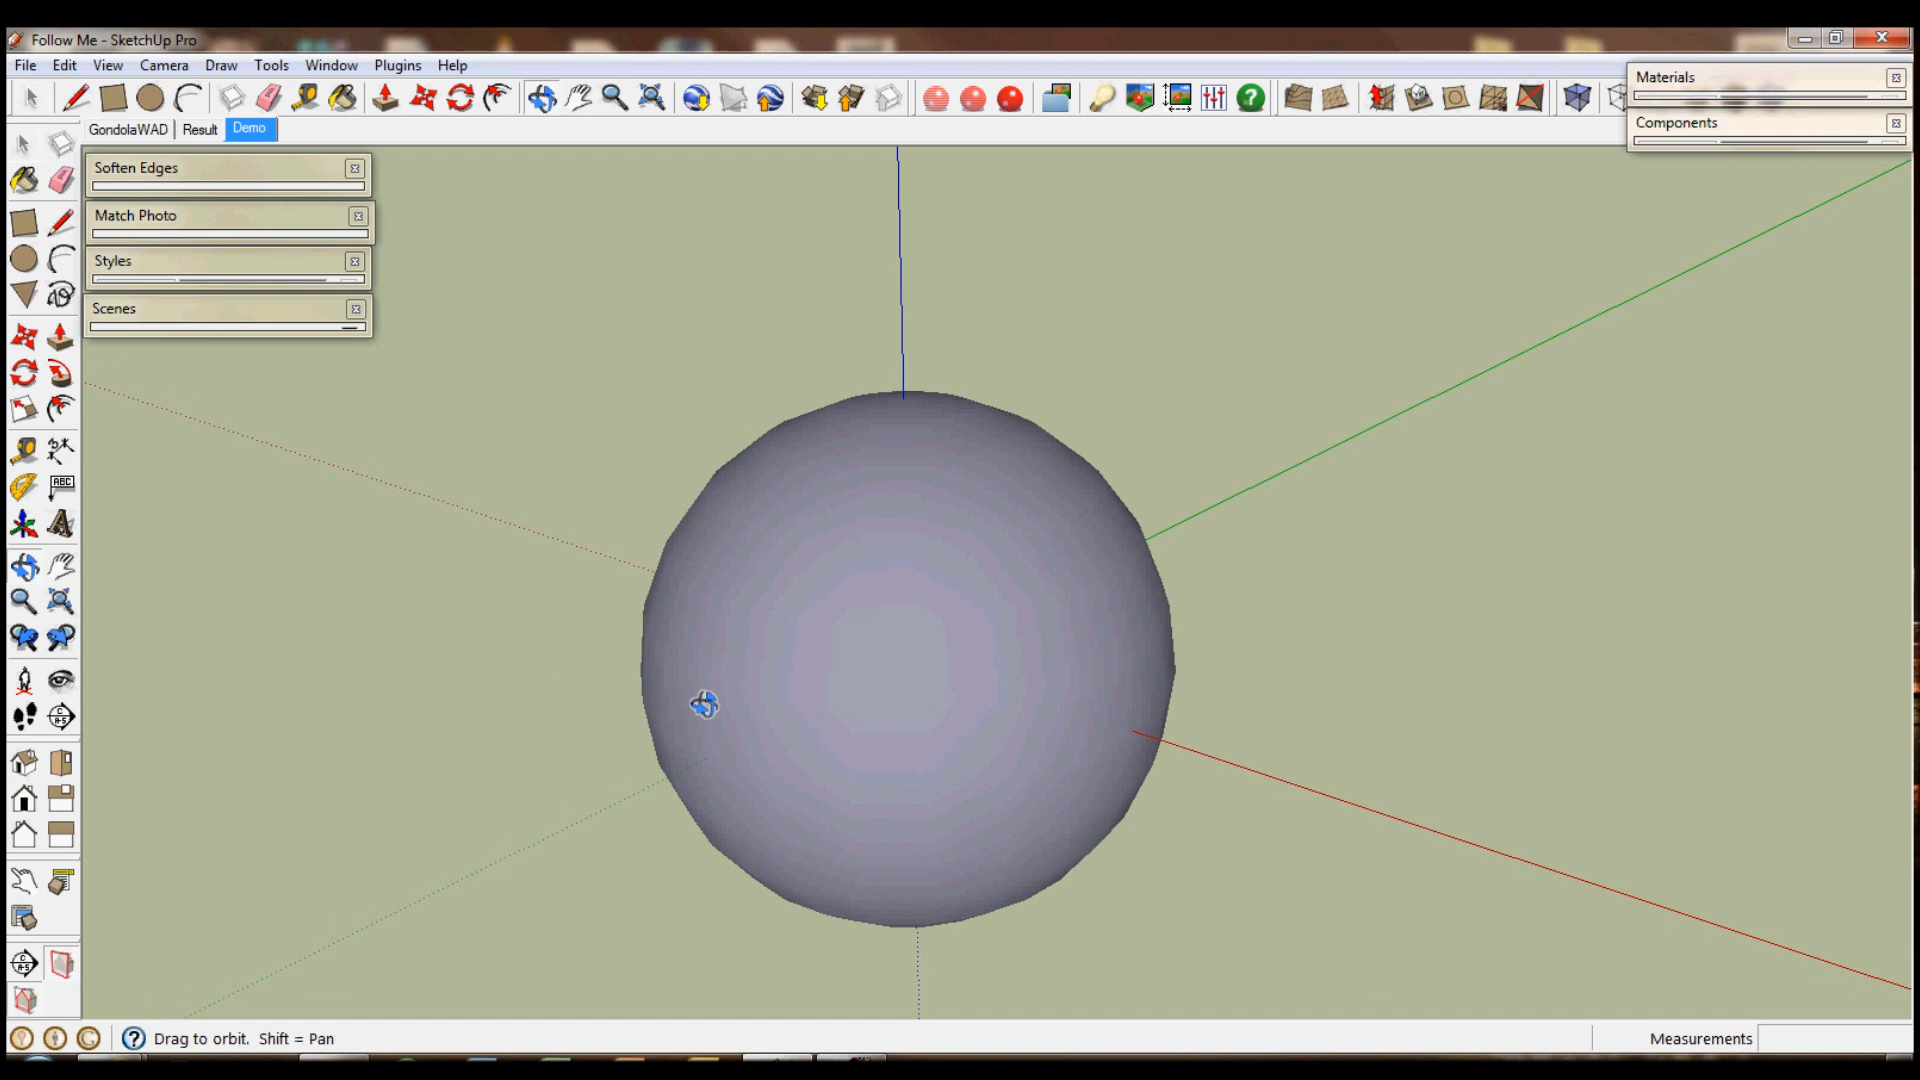 Follow Me - SketchUp Pro
File Edit View Camera Draw Tools Window Plugins Help
Materials
Components
GondolaWAD Result Demo
Soften Edges
Match Photo
Styles
Scenes
ABC
Drag to orbit. Shift = Pan
Measurements